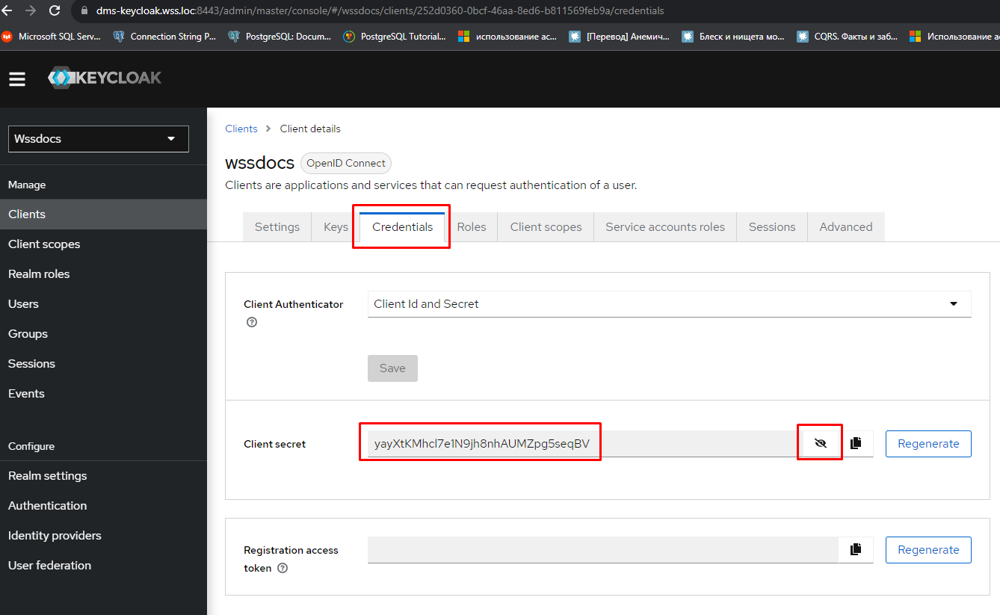 dms-keycloak.wss.loc:8443/admin/master/console/#/wssdocs/clients/252d0360-0bcf-46aa-8ed6-b811569feb9a/credentials
Microsoft SQL Serv... Connection String P... PostgreSQL: Docum... PostgreSQL Tutorial... использование ас... [Перевод] Анемич... Блеск и нищета мо... CQRS. Факты и заб... Использование ас
KEYCLOAK
Wssdocs
Manage
Clients
Client scopes
Realm roles
Users
Groups
Sessions
Events
Configure
Realm settings
Authentication
Identity providers
User federation
Clients > Client details
wssdocs OpenID Connect
Clients are applications and services that can request authentication of a user.
Settings Keys Credentials Roles Client scopes Service accounts roles Sessions Advanced
Client Authenticator Client Id and Secret
Save
Client secret yayXtKMhcl7e1N9jh8nhAUMZpg5seqBV Regenerate
Registration access token Regenerate